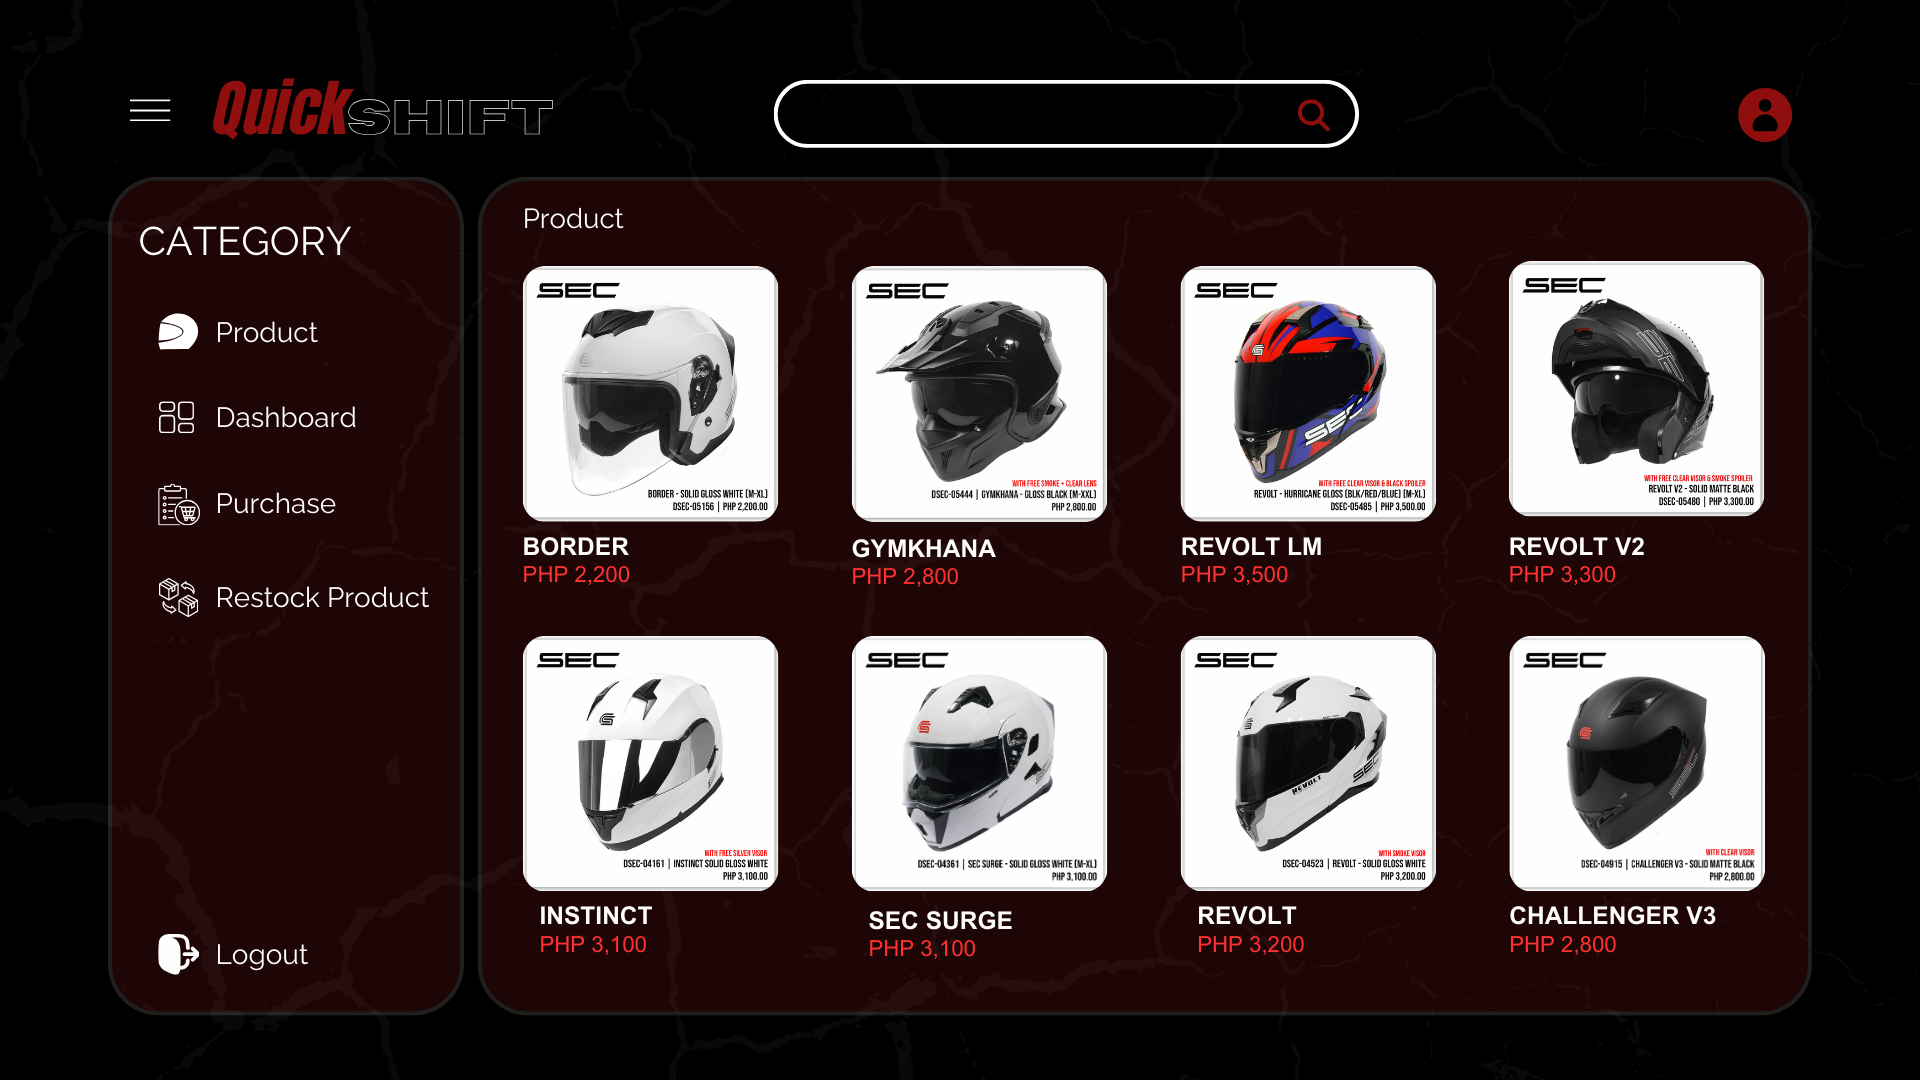 QuickSHIFT
CATEGORY
Product
Dashboard
Purchase
Restock Product
Logout
Product
SEC
BORDER - SOLID GLOSS WHITE (M-XL)
DSEC-05156 | PHP 2,200.00
BORDER
PHP 2,200
SEC
WITH FREE SMOKE + CLEAR LENS
DSEC-05444 | GYMKHANA - GLOSS BLACK (M-XXL)
PHP 2,800.00
GYMKHANA
PHP 2,800
SEC
SEC
WITH FREE CLEAR VISOR & BLACK SPOILER
REVOLT - HURRICANE GLOSS (BLK/RED/BLUE) (M-XL)
DSEC-05485 | PHP 3,500.00
REVOLT LM
PHP 3,500
SEC
WITH FREE CLEAR VISOR & SMOKE SPOILER
REVOLT V2 - SOLID MATTE BLACK
DSEC-05480 | PHP 3,300.00
REVOLT V2
PHP 3,300
SEC
WITH FREE SILVER VISOR
DSEC-04161 | INSTINCT SOLID GLOSS WHITE
PHP 3,100.00
INSTINCT
PHP 3,100
SEC
DSEC-04361 | SEC SURGE - SOLID GLOSS WHITE (M-XL)
PHP 3,100.00
SEC SURGE
PHP 3,100
SEC
SEC
REVOLT
WITH SMOKE VISOR
DSEC-04523 | REVOLT - SOLID GLOSS WHITE
PHP 3,200.00
REVOLT
PHP 3,200
SEC
WITH CLEAR VISOR
DSEC-04915 | CHALLENGER V3 - SOLID MATTE BLACK
PHP 2,800.00
CHALLENGER V3
PHP 2,800